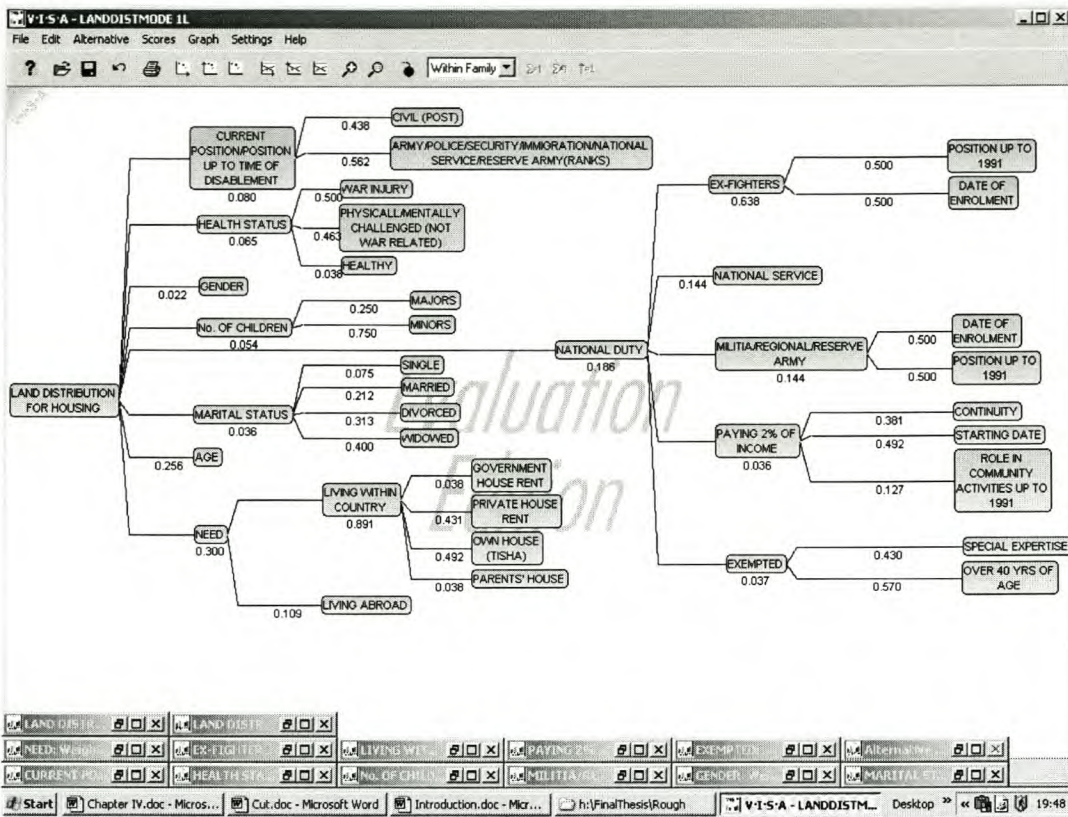 V·I·S·A - LANDDISTMODE 1L
File Edit Alternative Scores Graph Settings Help
Within Family
Evaluation
Edition
LAND DISTRIBUTION
FOR HOUSING
CURRENT
POSITION/POSITION
UP TO TIME OF
DISABLEMENT
0.080
0.438
CIVIL (POST)
0.562
ARMY/POLICE/SECURITY/IMMIGRATION/NATIONAL
SERVICE/RESERVE ARMY(RANKS)
HEALTH STATUS
0.065
0.500
WAR INJURY
0.463
PHYSICALL/MENTALLY
CHALLENGED (NOT
WAR RELATED)
0.038
HEALTHY
0.022
GENDER
No. OF CHILDREN
0.054
0.250
MAJORS
0.750
MINORS
NATIONAL DUTY
0.186
EX-FIGHTERS
0.638
0.500
POSITION UP TO
1991
0.500
DATE OF
ENROLMENT
0.144
NATIONAL SERVICE
MILITIA/REGIONAL/RESERVE
ARMY
0.144
0.500
DATE OF
ENROLMENT
0.500
POSITION UP TO
1991
PAYING 2% OF
INCOME
0.036
0.381
CONTINUITY
0.492
STARTING DATE
0.127
ROLE IN
COMMUNITY
ACTIVITIES UP TO
1991
EXEMPTED
0.037
0.430
SPECIAL EXPERTISE
0.570
OVER 40 YRS OF
AGE
MARITAL STATUS
0.036
0.075
SINGLE
0.212
MARRIED
0.313
DIVORCED
0.400
WIDOWED
0.256
AGE
NEED
0.300
LIVING WITHIN
COUNTRY
0.891
0.038
GOVERNMENT
HOUSE RENT
0.431
PRIVATE HOUSE
RENT
0.492
OWN HOUSE
(TISHA)
0.038
PARENTS' HOUSE
0.109
LIVING ABROAD
LAND DISTR... LAND DISTR...
NEED: Weigh... EX-FIGHTER... LIVING WIT... PAYING 2%... EXEMPTED... Alternative...
CURRENT PO... HEALTH STA... No. OF CHILD... MILITIA/... GENDER: We... MARITAL ST...
Start Chapter IV.doc - Micros... Cut.doc - Microsoft Word Introduction.doc - Micr... h:\FinalThesis\Rough V·I·S·A - LANDDISTM... Desktop » « 19:48